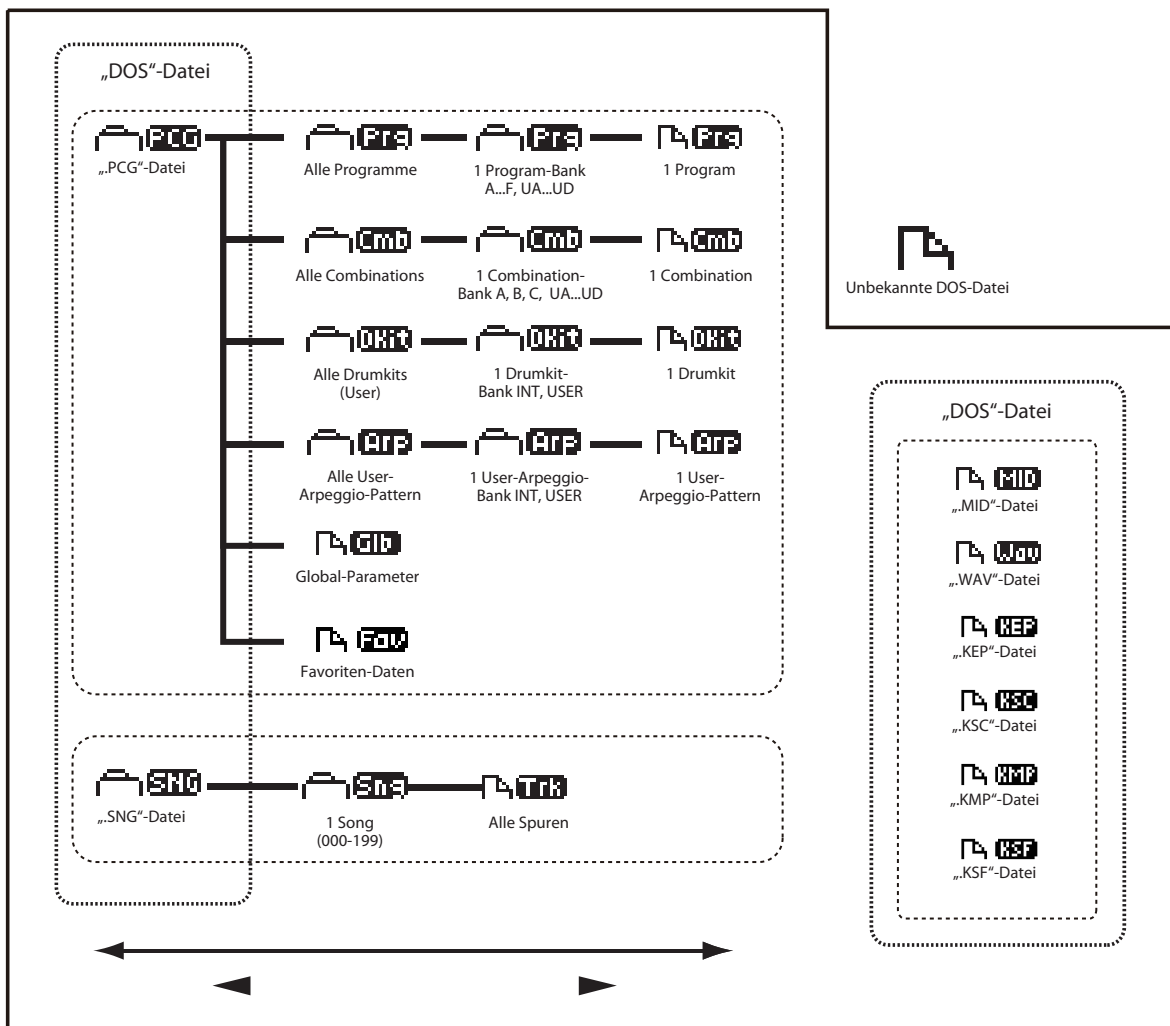 „DOS“-Datei
PCG
Prg
Prg
Prg
„.PCG“-Datei
Alle Programme
1 Program-Bank
A...F, UA...UD
1 Program
Cmb
Cmb
Cmb
Alle Combinations
1 Combination-
Bank A, B, C, UA...UD
1 Combination
DKit
DKit
DKit
Alle Drumkits
(User)
1 Drumkit-
Bank INT, USER
1 Drumkit
Arp
Arp
Arp
Alle User-
Arpeggio-Pattern
1 User-Arpeggio-
Bank INT, USER
1 User-
Arpeggio-Pattern
Glb
Global-Parameter
Fav
Favoriten-Daten
SNG
Sng
Trk
„.SNG“-Datei
1 Song
(000-199)
Alle Spuren
Unbekannte DOS-Datei
„DOS“-Datei
MID
„.MID“-Datei
Wav
„.WAV“-Datei
KEP
„.KEP“-Datei
KSC
„.KSC“-Datei
KMP
„.KMP“-Datei
KSF
„.KSF“-Datei